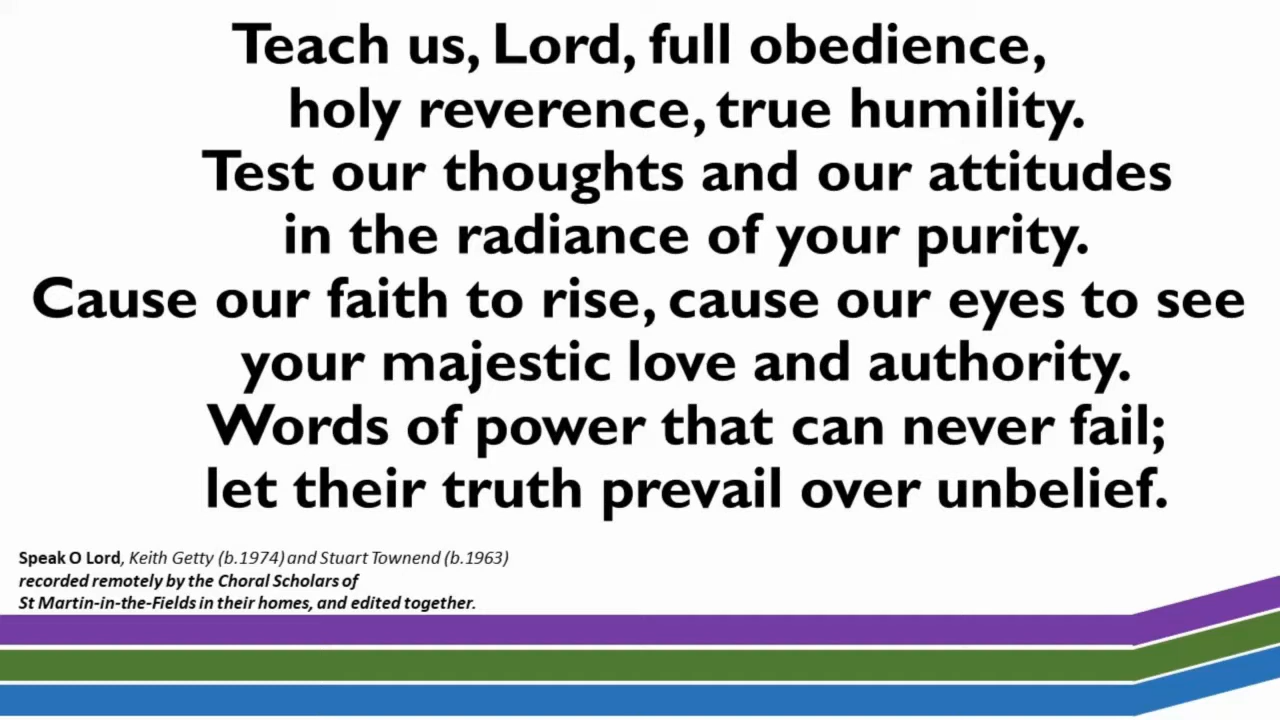 Teach us, Lord, full obedience,
holy reverence, true humility.
Test our thoughts and our attitudes
in the radiance of your purity.
Cause our faith to rise, cause our eyes to see
your majestic love and authority.
Words of power that can never fail;
let their truth prevail over unbelief.
Speak O Lord, Keith Getty (b.1974) and Stuart Townend (b.1963)
recorded remotely by the Choral Scholars of
St Martin-in-the-Fields in their homes, and edited together.